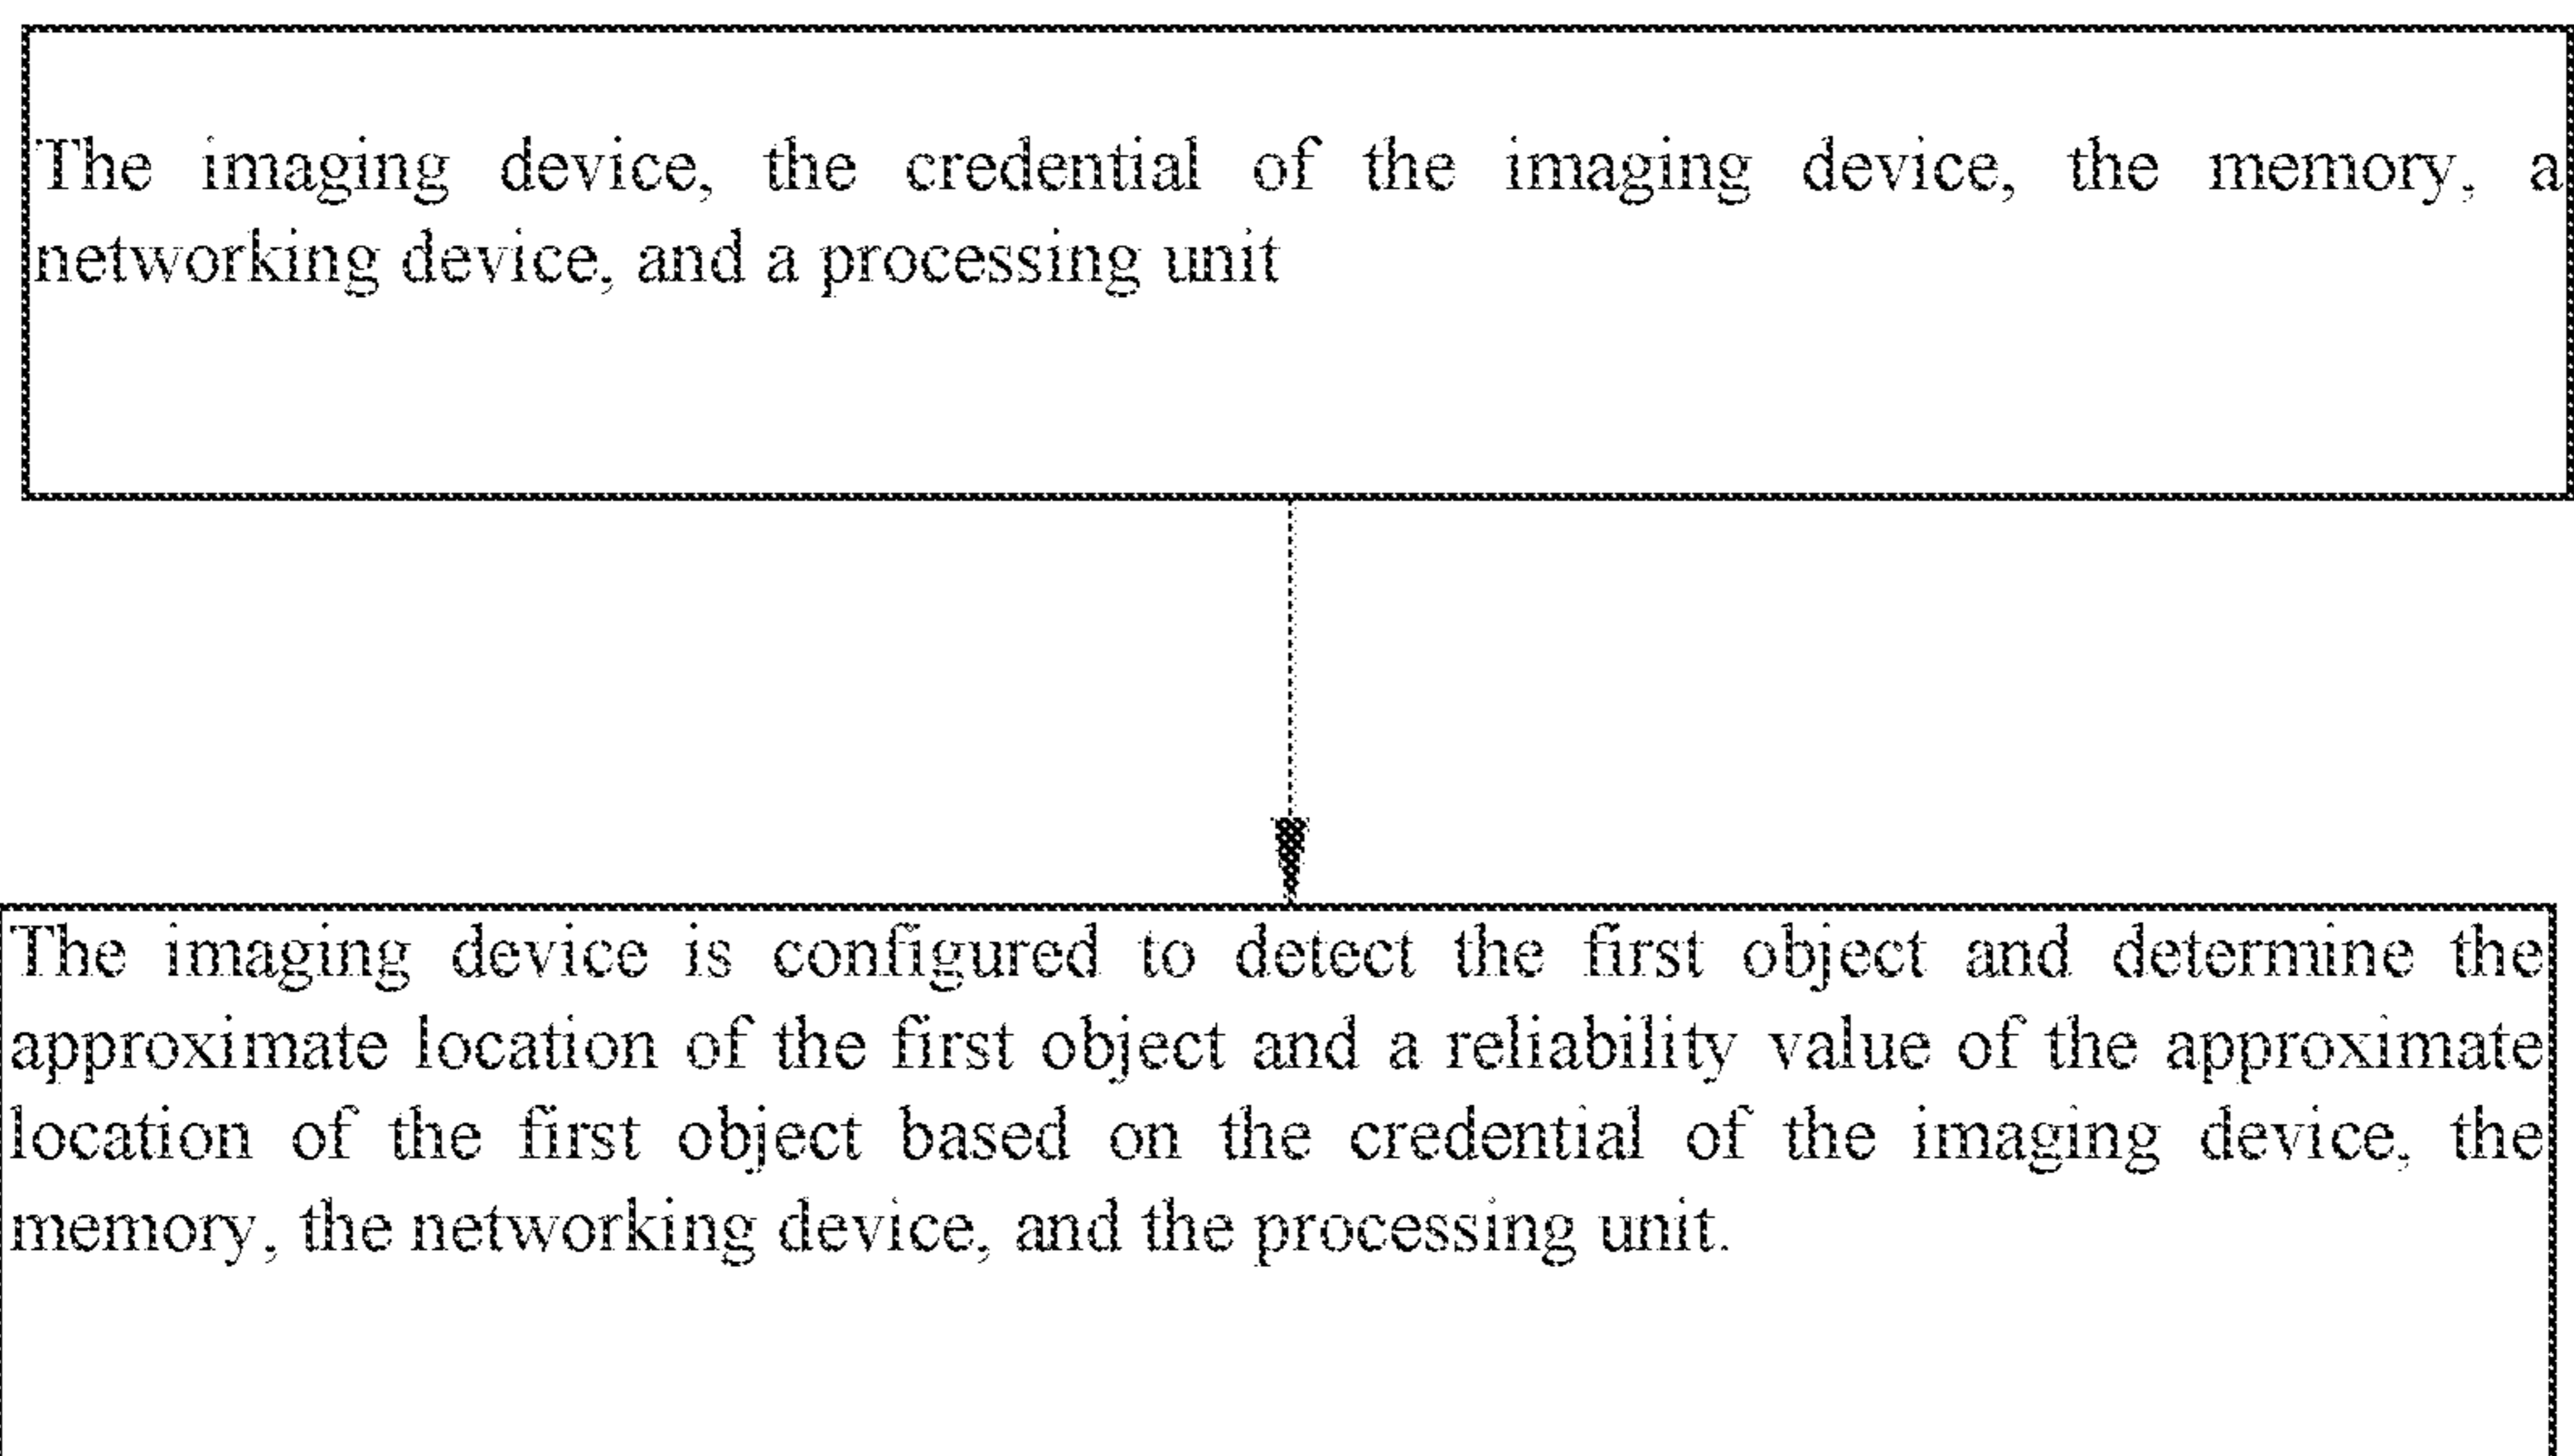 The imaging device, the credential of the imaging device, the memory, a
networking device, and a processing unit
The imaging device is configured to detect the first object and determine the
approximate location of the first object and a reliability value of the approximate
location of the first object based on the credential of the imaging device, the
memory, the networking device, and the processing unit.